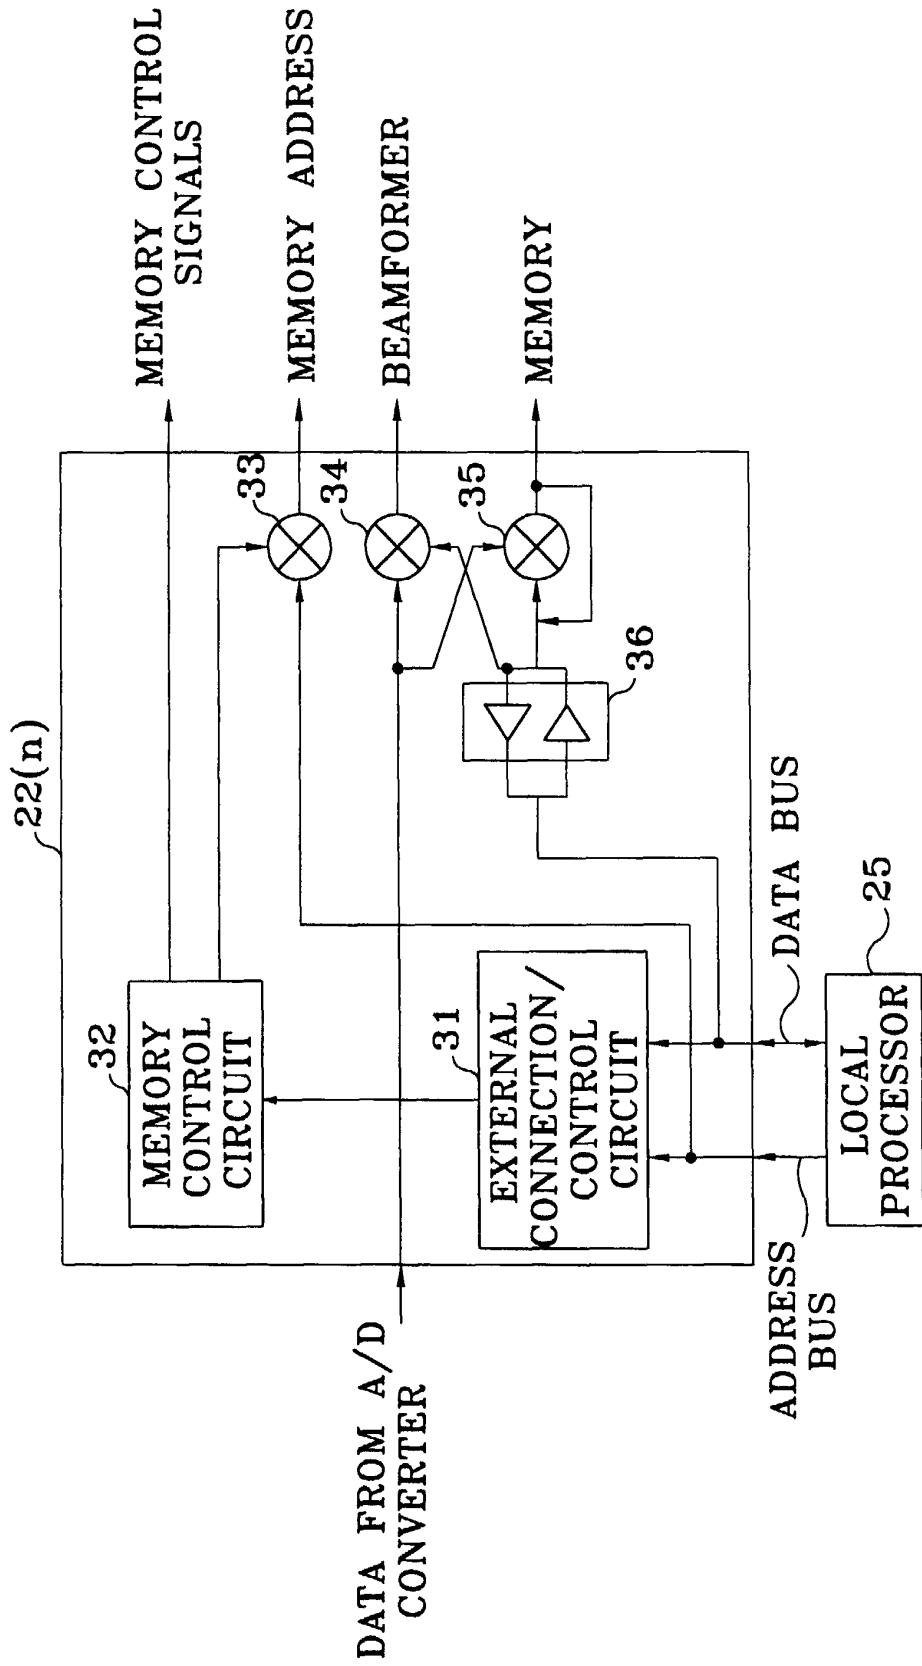 22(n)
32
MEMORY
CONTROL
CIRCUIT
MEMORY CONTROL
SIGNALS
33
MEMORY ADDRESS
34
BEAMFORMER
35
MEMORY
36
DATA FROM A/D
CONVERTER
31
EXTERNAL
CONNECTION/
CONTROL
CIRCUIT
ADDRESS
BUS
DATA BUS
25
LOCAL
PROCESSOR